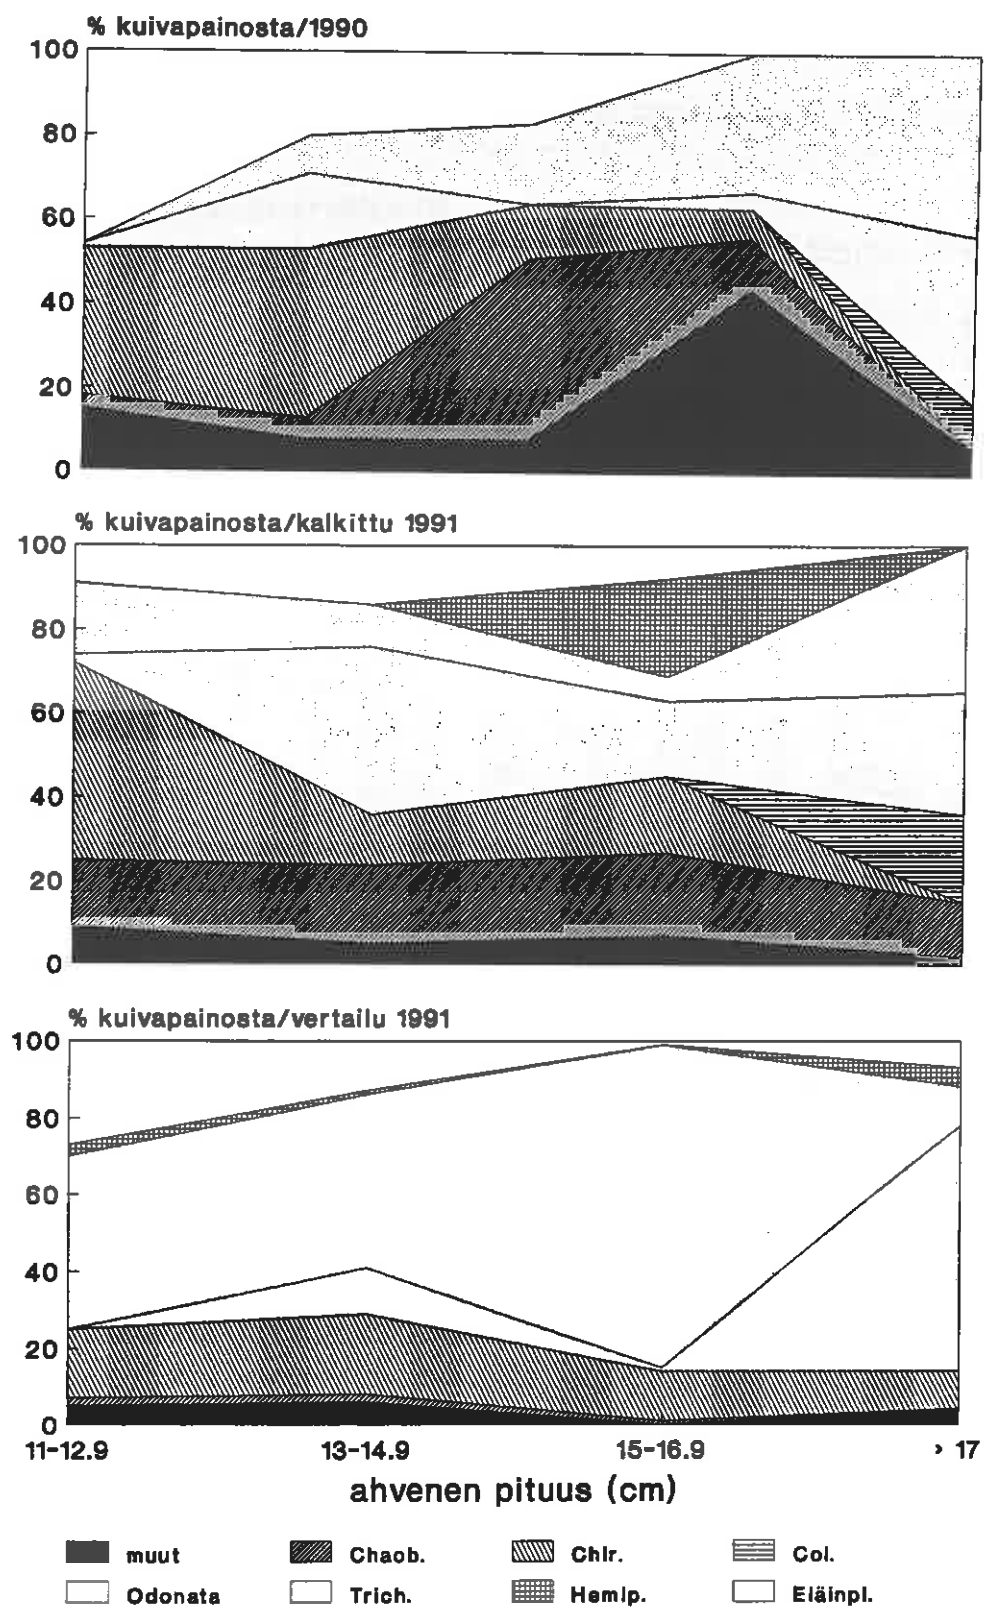 % kuivapainosta/1990
100
80
60
40
20
0
% kuivapainosta/kalkittu 1991
100
80
60
40
20
0
% kuivapainosta/vertailu 1991
100
80
60
40
20
0
11-12.9 13-14.9 15-16.9 > 17
ahvenen pituus (cm)
muut Chaob. Chir. Col.
Odonata Trich. Hemip. Eläinpl.